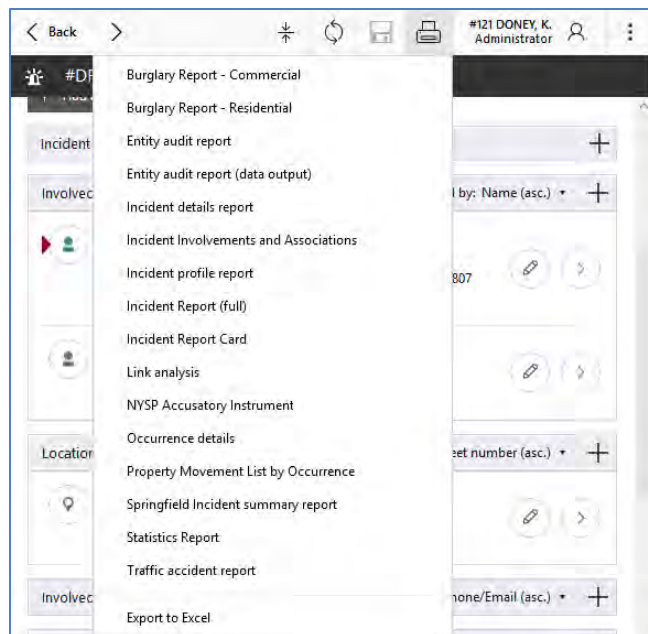 Back
#121 DONEY, K.
Administrator
#DF
Burglary Report - Commercial
Burglary Report - Residential
Incident
Entity audit report
Entity audit report (data output)
Involvec
l by: Name (asc.)
Incident details report
Incident Involvements and Associations
Incident profile report
807
Incident Report (full)
Incident Report Card
Link analysis
NYSP Accusatory Instrument
Occurrence details
Location
eet number (asc.)
Property Movement List by Occurrence
Springfield Incident summary report
Statistics Report
Traffic accident report
Involvec
hone/Email (asc.)
Export to Excel